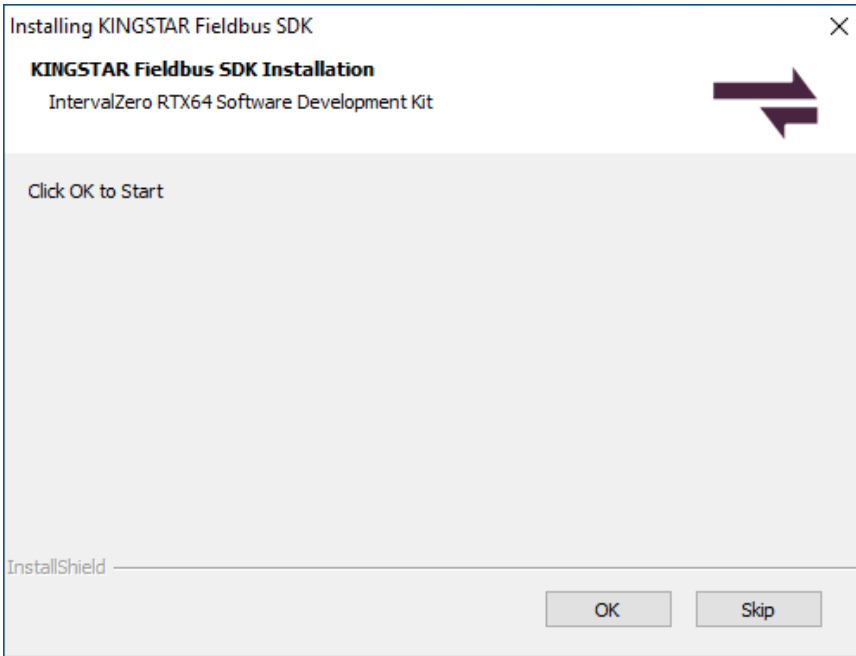 Installing KINGSTAR Fieldbus SDK
KINGSTAR Fieldbus SDK Installation
IntervalZero RTX64 Software Development Kit
Click OK to Start
InstallShield
OK Skip